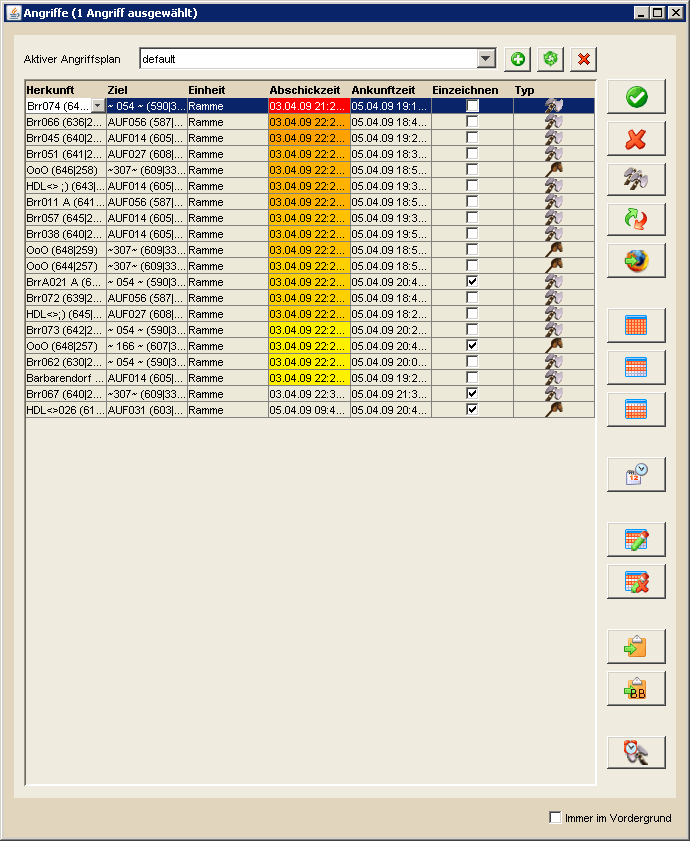 Angriffe (1 Angriff ausgewählt)
Aktiver Angriffsplan default
Herkunft Ziel Einheit Abschickzeit Ankunftzeit Einzeichnen Typ
Brr074 (64... ~ 054 ~ (590|3... Ramme 03.04.09 21:2... 05.04.09 19:1...
Brr066 (636|2... AUF056 (587|... Ramme 03.04.09 22:2... 05.04.09 18:4...
Brr045 (640|2... AUF014 (605|... Ramme 03.04.09 22:2... 05.04.09 19:2...
Brr051 (641|2... AUF027 (608|... Ramme 03.04.09 22:2... 05.04.09 18:3...
OoO (646|258) ~307~ (609|33... Ramme 03.04.09 22:2... 05.04.09 18:5...
HDL<> ;) (643|... AUF014 (605|... Ramme 03.04.09 22:2... 05.04.09 19:3...
Brr011 A (641... AUF056 (587|... Ramme 03.04.09 22:2... 05.04.09 18:5...
Brr057 (645|2... AUF014 (605|... Ramme 03.04.09 22:2... 05.04.09 19:3...
Brr038 (640|2... AUF014 (605|... Ramme 03.04.09 22:2... 05.04.09 19:5...
OoO (648|259) ~307~ (609|33... Ramme 03.04.09 22:2... 05.04.09 18:5...
OoO (644|257) ~307~ (609|33... Ramme 03.04.09 22:2... 05.04.09 18:5...
BrrA021 A (6... ~ 054 ~ (590|3... Ramme 03.04.09 22:2... 05.04.09 20:4...
Brr072 (639|2... AUF056 (587|... Ramme 03.04.09 22:2... 05.04.09 18:4...
HDL<>;) (645|... AUF027 (608|... Ramme 03.04.09 22:2... 05.04.09 18:2...
Brr073 (642|2... ~ 054 ~ (590|3... Ramme 03.04.09 22:2... 05.04.09 20:2...
OoO (648|257) ~ 166 ~ (607|3... Ramme 03.04.09 22:2... 05.04.09 20:4...
Brr062 (630|2... ~ 054 ~ (590|3... Ramme 03.04.09 22:2... 05.04.09 20:0...
Barbarendorf ... AUF014 (605|... Ramme 03.04.09 22:2... 05.04.09 19:2...
Brr067 (640|2... ~307~ (609|33... Ramme 03.04.09 22:3... 05.04.09 21:3...
HDL<>026 (61... AUF031 (603|... Ramme 05.04.09 09:4... 05.04.09 20:4...
12
BB
Immer im Vordergrund